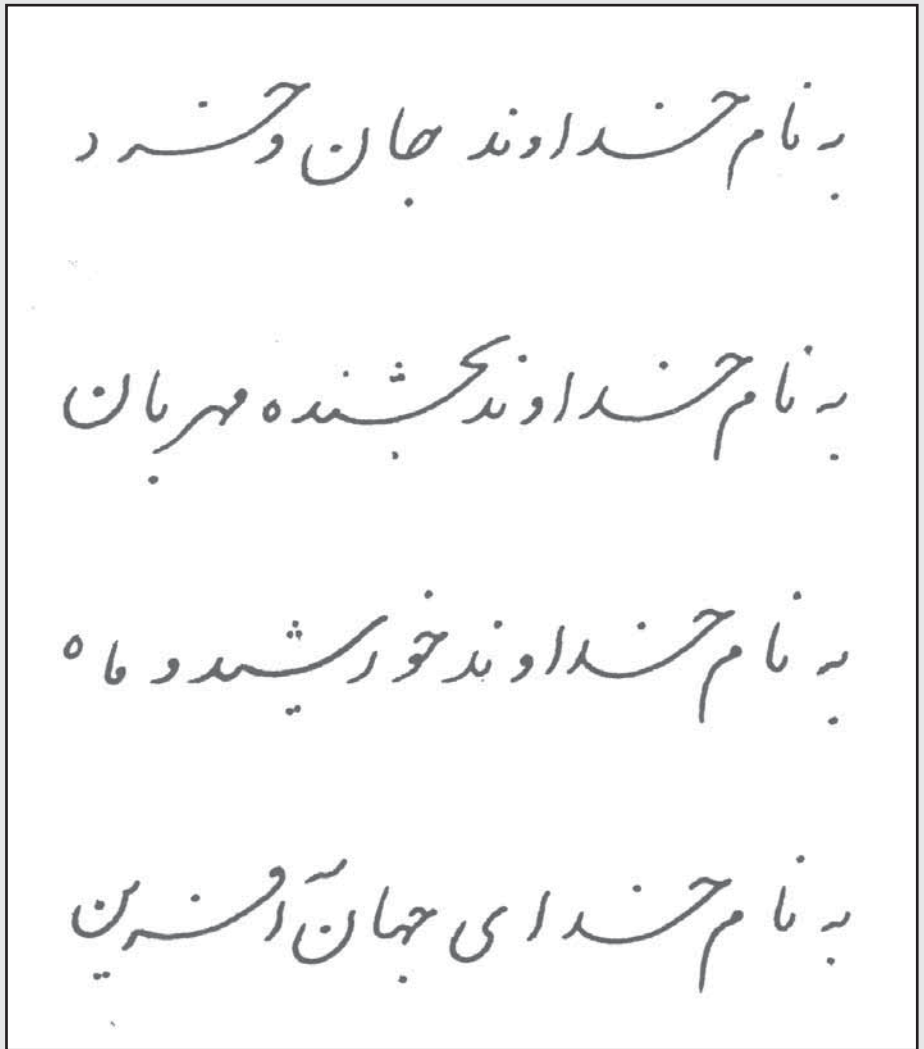 به نام خداوند جان و خرد
به نام خداوند بخشنده مهربان
به نام خداوند خورشید و ماه
به نام خدای جهان‌آفرین